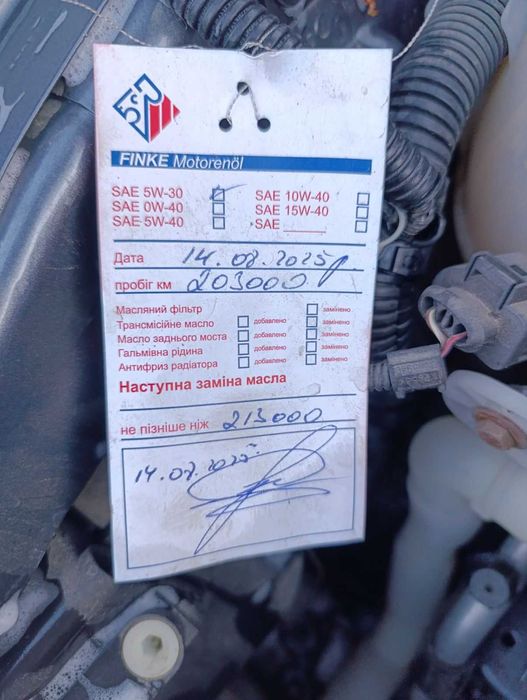 FINKE Motorenöl
SAE 5W-30 SAE 10W-40
SAE 0W-40 SAE 15W-40
SAE 5W-40 SAE ______
Дата 14.08.2025р.
пробіг км 203000
Масляний фільтр замінено
Трансмісійне масло добавлено замінено
Масло заднього моста добавлено замінено
Гальмівна рідина добавлено замінено
Антифриз радіатора добавлено замінено
Наступна заміна масла
не пізніше ніж 213000
14.08.2025